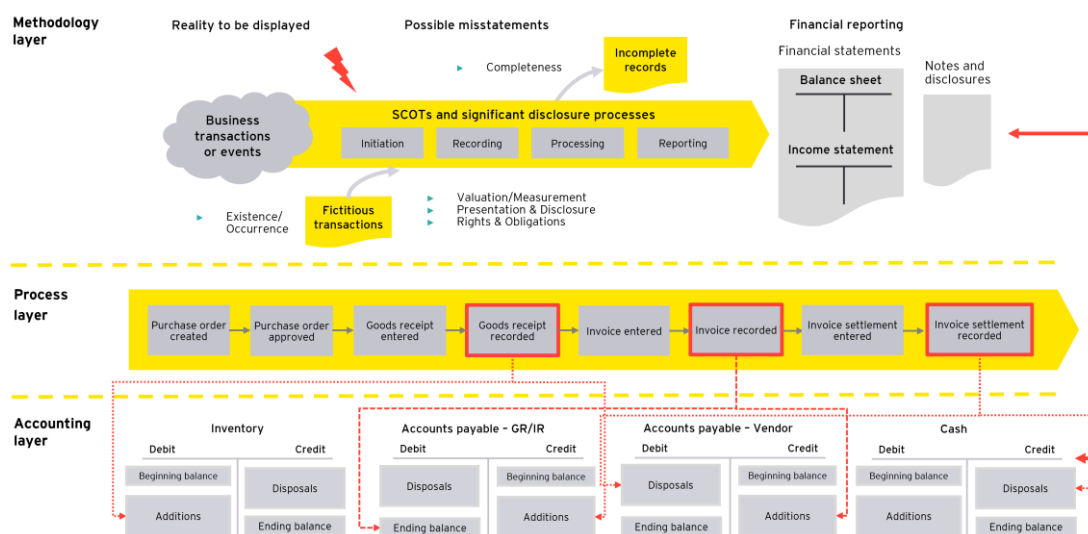 Methodology
layer
Reality to be displayed
Possible misstatements
Financial reporting
Completeness
Incomplete
records
Financial statements
Notes and
disclosures
Balance sheet
Income statement
Business
transactions
or events
SCOTs and significant disclosure processes
Initiation
Recording
Processing
Reporting
Existence/
Occurrence
Fictitious
transactions
Valuation/Measurement
Presentation & Disclosure
Rights & Obligations
Process
layer
Purchase order
created
Purchase order
approved
Goods receipt
entered
Goods receipt
recorded
Invoice entered
Invoice recorded
Invoice settlement
entered
Invoice settlement
recorded
Accounting
layer
Inventory
Debit
Credit
Beginning balance
Additions
Disposals
Ending balance
Accounts payable – GR/IR
Debit
Credit
Disposals
Ending balance
Beginning balance
Additions
Accounts payable – Vendor
Debit
Credit
Disposals
Ending balance
Beginning balance
Additions
Cash
Debit
Credit
Beginning balance
Additions
Disposals
Ending balance